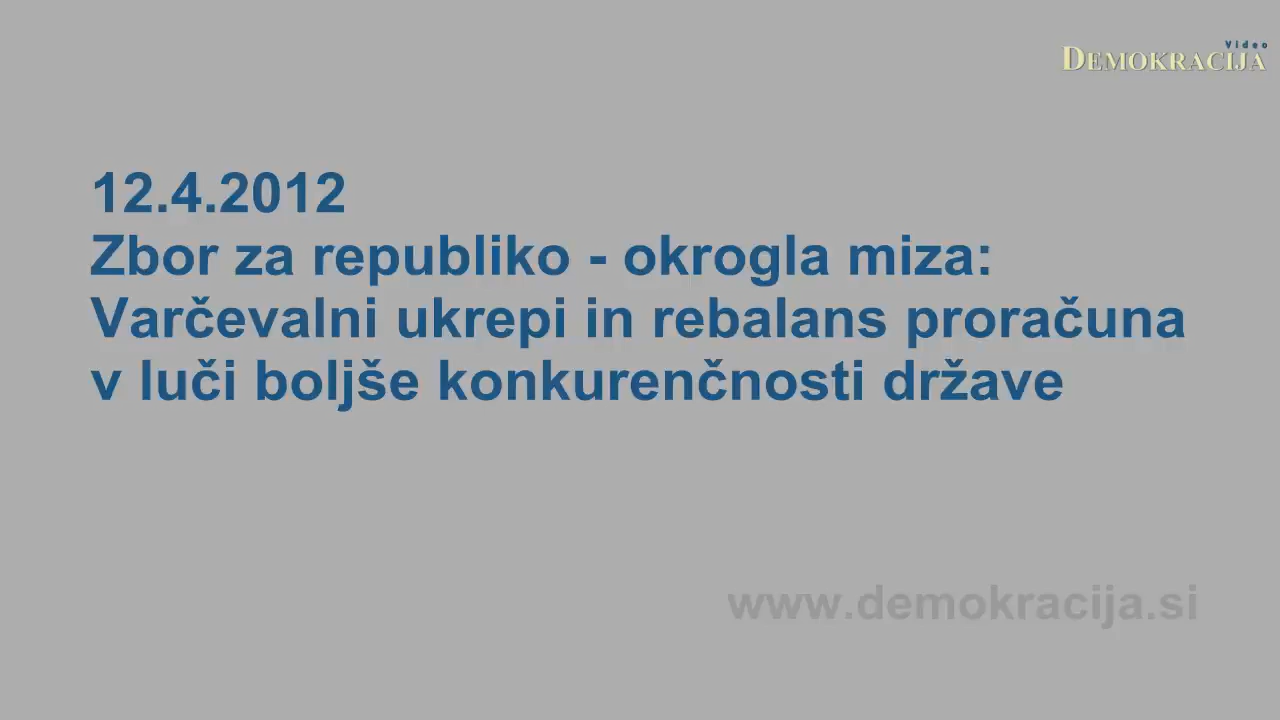 Video
DEMOKRACIJA
12.4.2012
Zbor za republiko - okrogla miza:
Varčevalni ukrepi in rebalans proračuna
v luči boljše konkurenčnosti države
www.demokracija.si